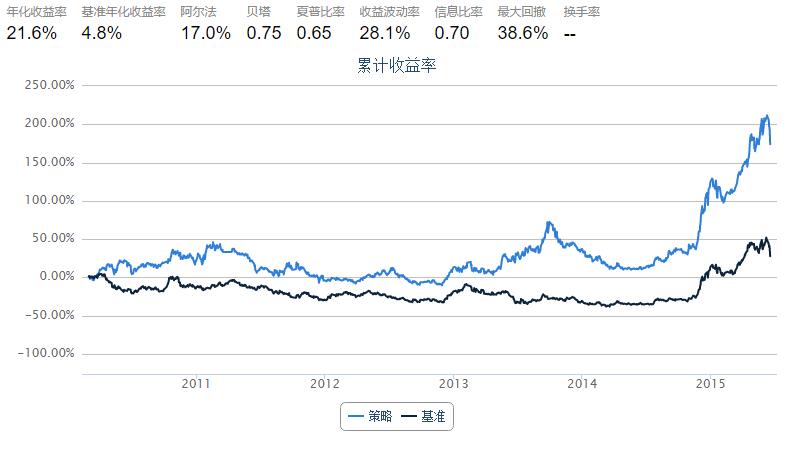 年化收益率 基准年化收益率 阿尔法 贝塔 夏普比率 收益波动率 信息比率 最大回撤 换手率
21.6% 4.8% 17.0% 0.75 0.65 28.1% 0.70 38.6% --
累计收益率
250.00%
200.00%
150.00%
100.00%
50.00%
0.00%
-50.00%
-100.00%
2011 2012 2013 2014 2015
策略 基准